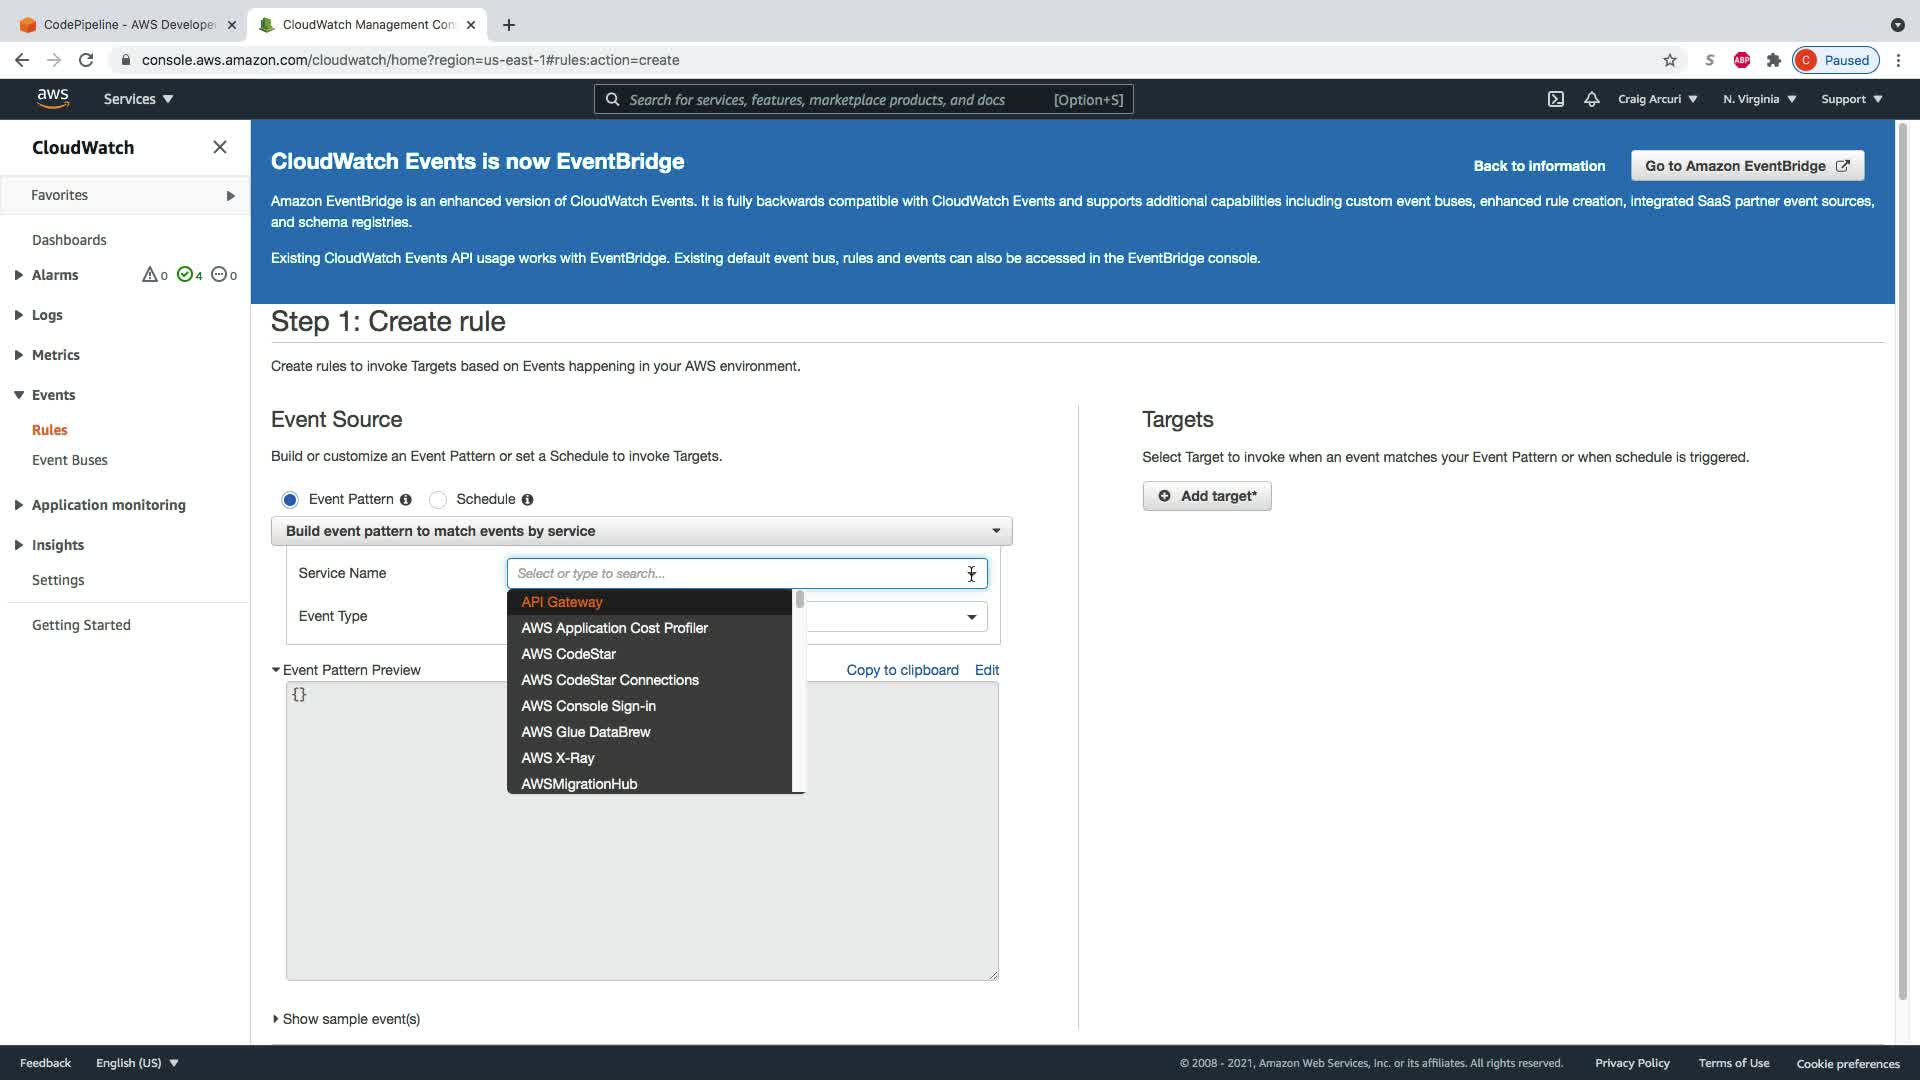 CodePipeline - AWS Develope
CloudWatch Management Con
console.aws.amazon.com/cloudwatch/home?region=us-east-1#rules:action=create
S
ABP
C
Paused
aws
Services
Search for services, features, marketplace products, and docs
[Option+S]
Craig Arcuri
N. Virginia
Support
CloudWatch
Favorites
Dashboards
Alarms
0
4
0
Logs
Metrics
Events
Rules
Event Buses
Application monitoring
Insights
Settings
Getting Started
CloudWatch Events is now EventBridge
Back to information
Go to Amazon EventBridge
Amazon EventBridge is an enhanced version of CloudWatch Events. It is fully backwards compatible with CloudWatch Events and supports additional capabilities including custom event buses, enhanced rule creation, integrated SaaS partner event sources,
and schema registries.
Existing CloudWatch Events API usage works with EventBridge. Existing default event bus, rules and events can also be accessed in the EventBridge console.
Step 1: Create rule
Create rules to invoke Targets based on Events happening in your AWS environment.
Event Source
Build or customize an Event Pattern or set a Schedule to invoke Targets.
Event Pattern
Schedule
Build event pattern to match events by service
Service Name
Select or type to search...
Event Type
API Gateway
AWS Application Cost Profiler
AWS CodeStar
AWS CodeStar Connections
AWS Console Sign-in
AWS Glue DataBrew
AWS X-Ray
AWSMigrationHub
Event Pattern Preview
Copy to clipboard
Edit
{}
Show sample event(s)
Targets
Select Target to invoke when an event matches your Event Pattern or when schedule is triggered.
Add target*
Feedback
English (US)
© 2008 - 2021, Amazon Web Services, Inc. or its affiliates. All rights reserved.
Privacy Policy
Terms of Use
Cookie preferences